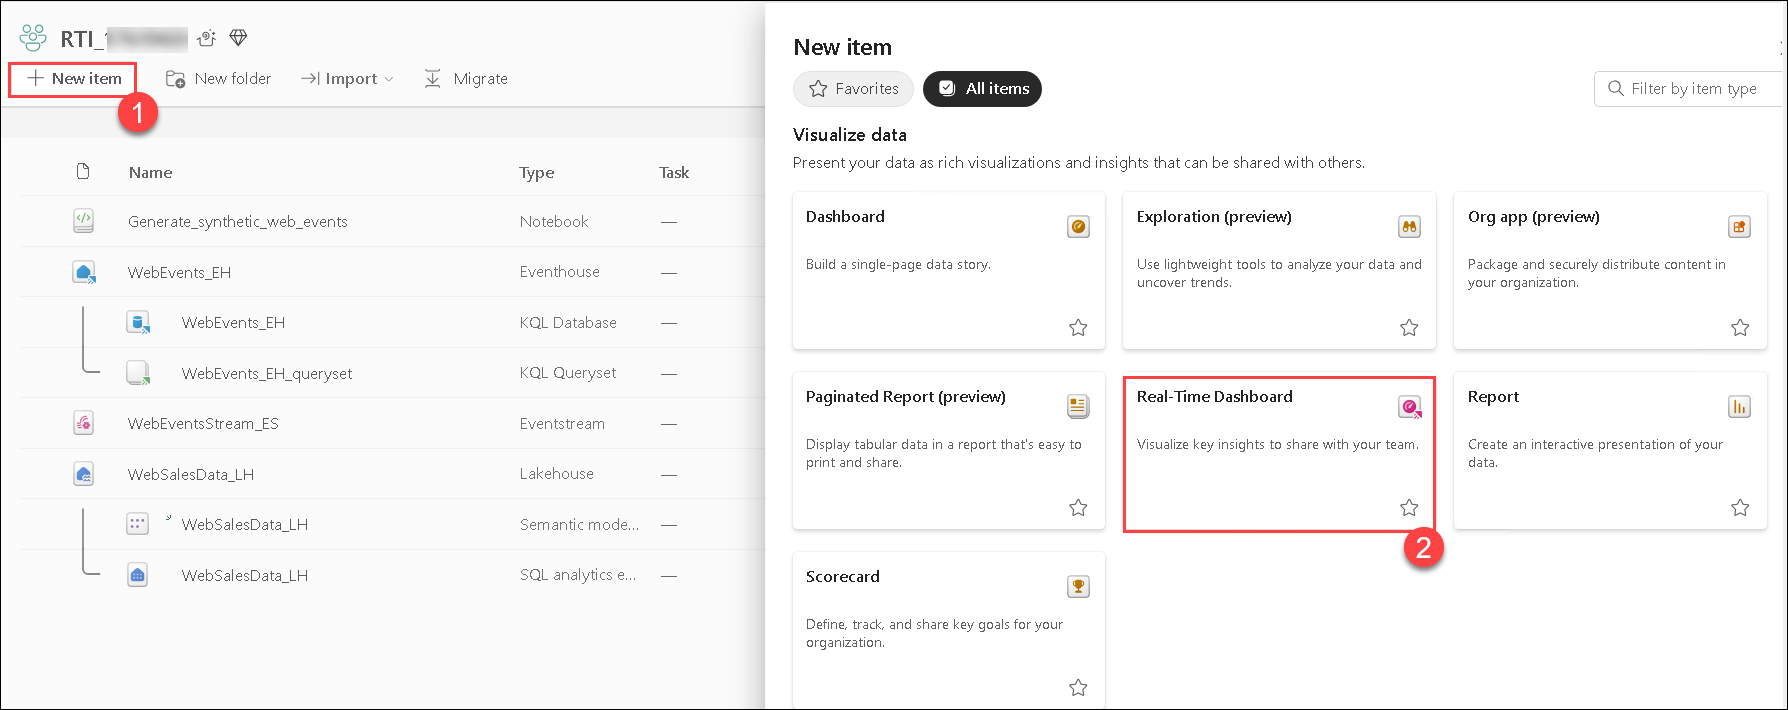 RTI_
New item
New folder
Import
Migrate
1
Name
Type
Task
Generate_synthetic_web_events
Notebook
—
WebEvents_EH
Eventhouse
—
WebEvents_EH
KQL Database
—
WebEvents_EH_queryset
KQL Queryset
—
WebEventsStream_ES
Eventstream
—
WebSalesData_LH
Lakehouse
—
WebSalesData_LH
Semantic mode...
—
WebSalesData_LH
SQL analytics e...
—
New item
Favorites
All items
Filter by item type
Visualize data
Present your data as rich visualizations and insights that can be shared with others.
Dashboard
Build a single-page data story.
Exploration (preview)
Use lightweight tools to analyze your data and
uncover trends.
Org app (preview)
Package and securely distribute content in
your organization.
Paginated Report (preview)
Display tabular data in a report that's easy to
print and share.
Real-Time Dashboard
Visualize key insights to share with your team.
2
Report
Create an interactive presentation of your
data.
Scorecard
Define, track, and share key goals for your
organization.